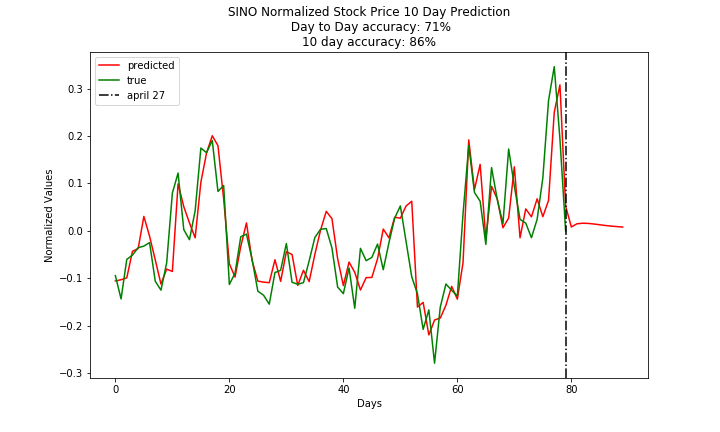 SINO Normalized Stock Price 10 Day Prediction
Day to Day accuracy: 71%
10 day accuracy: 86%
predicted
true
april 27
Normalized Values
0.3
0.2
0.1
0.0
−0.1
−0.2
−0.3
0 20 40 60 80
Days